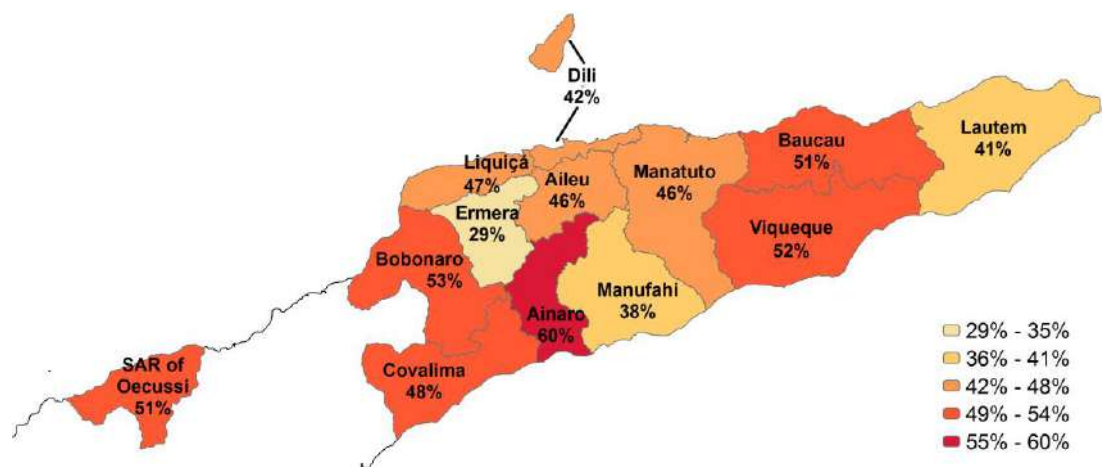 Dili
42%
Lautem
41%
Baucau
51%
Liquiçá
47%
Aileu
46%
Manatuto
46%
Ermera
29%
Viqueque
52%
Bobonaro
53%
Manufahi
38%
Ainaro
60%
SAR of
Oecussi
51%
Covalima
48%
29% - 35%
36% - 41%
42% - 48%
49% - 54%
55% - 60%